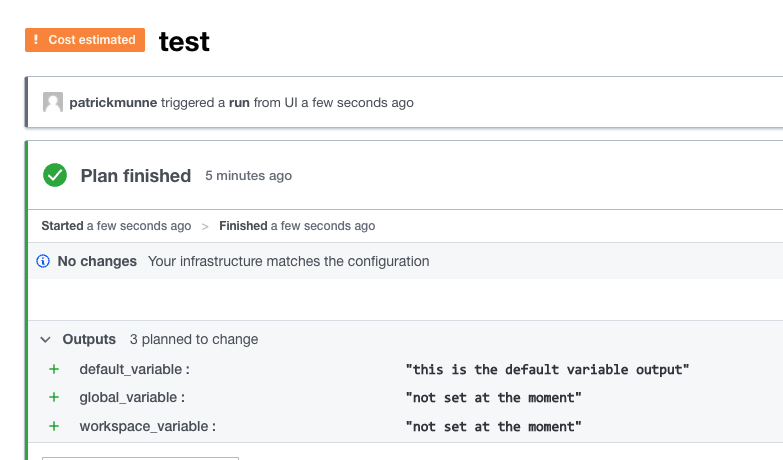 ! Cost estimated test
patrickmunne triggered a run from UI a few seconds ago
Plan finished 5 minutes ago
Started a few seconds ago > Finished a few seconds ago
No changes Your infrastructure matches the configuration
Outputs 3 planned to change
+ default_variable : "this is the default variable output"
+ global_variable : "not set at the moment"
+ workspace_variable : "not set at the moment"